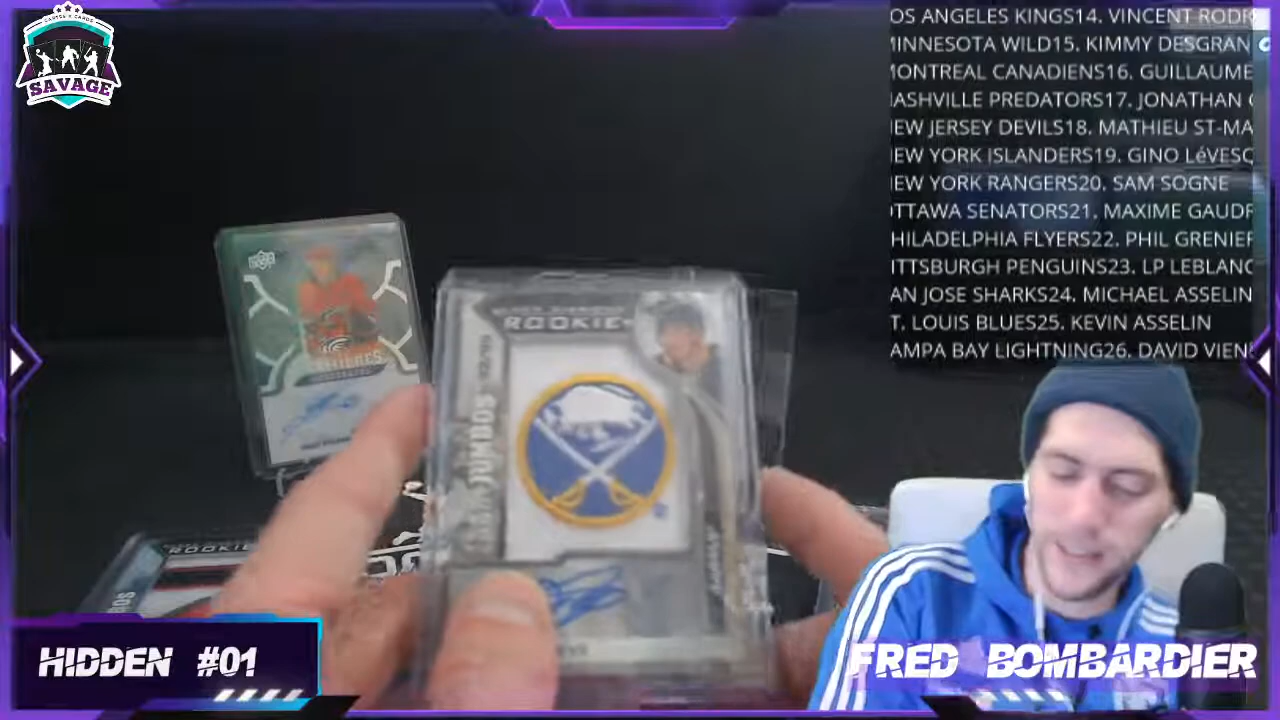 SAVAGE
OS ANGELES KINGS14. VINCENT RODR
INNESOTA WILD15. KIMMY DESGRAN
ONTREAL CANADIENS16. GUILLAUME
ASHVILLE PREDATORS17. JONATHAN
EW JERSEY DEVILS18. MATHIEU ST-MA
EW YORK ISLANDERS19. GINO LéVESQ
EW YORK RANGERS20. SAM SOGNE
TTAWA SENATORS21. MAXIME GAUDR
HILADELPHIA FLYERS22. PHIL GRENIER
ITTSBURGH PENGUINS23. LP LEBLANC
AN JOSE SHARKS24. MICHAEL ASSELIN
T. LOUIS BLUES25. KEVIN ASSELIN
AMPA BAY LIGHTNING26. DAVID VIEN
ROOKIE
JUMBOS
ROOKIE
HIDDEN #01
FRED BOMBARDIER